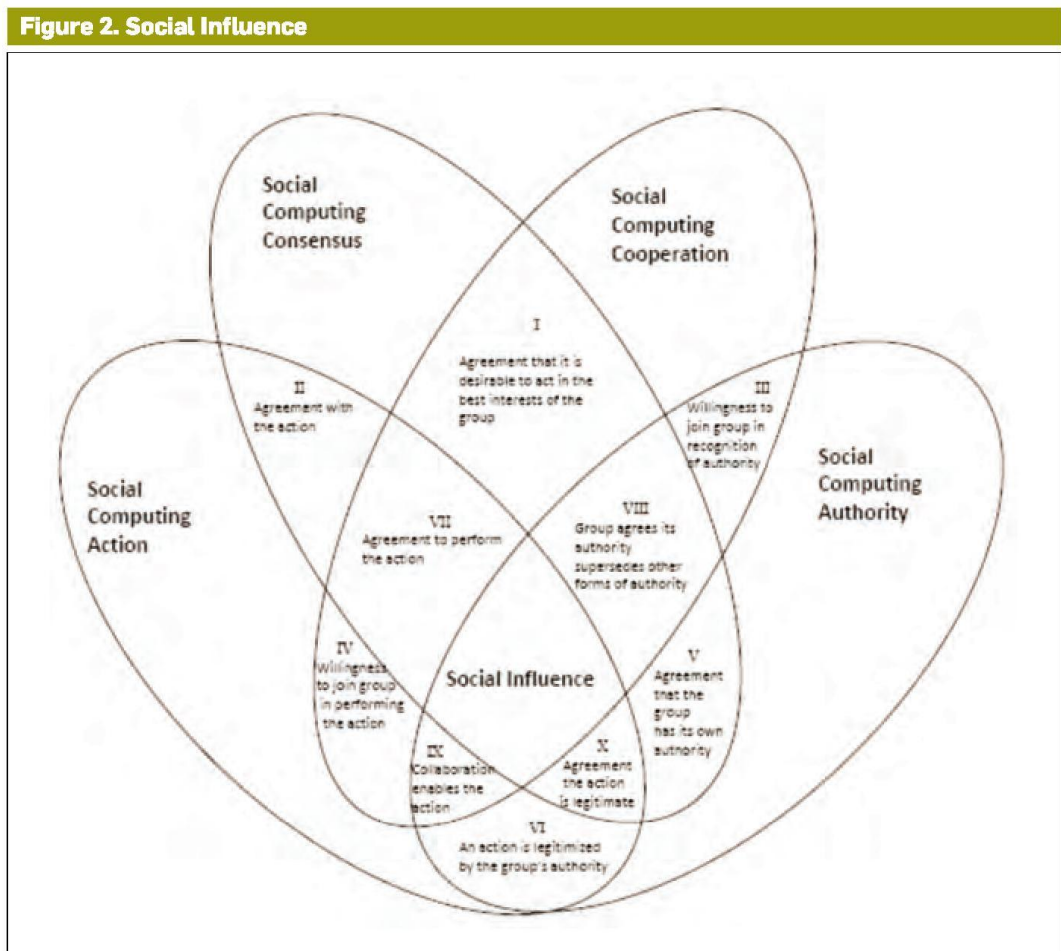 Figure 2. Social Influence
Social
Computing
Consensus
Social
Computing
Cooperation
I
Agreement that it is
desirable to act in the
best interests of the
group
II
Agreement with
the action
III
Willingness to
join group in
recognition
of authority
Social
Computing
Action
Social
Computing
Authority
VII
Agreement to perform
the action
VIII
Group agrees its
authority
supersedes other
forms of authority
IV
Willingness
to join group
in performing
the action
Social Influence
V
Agreement
that the
group
has its own
authority
IX
Collaboration
enables the
action
X
Agreement
the action
is legitimate
VI
An action is legitimized
by the group's authority